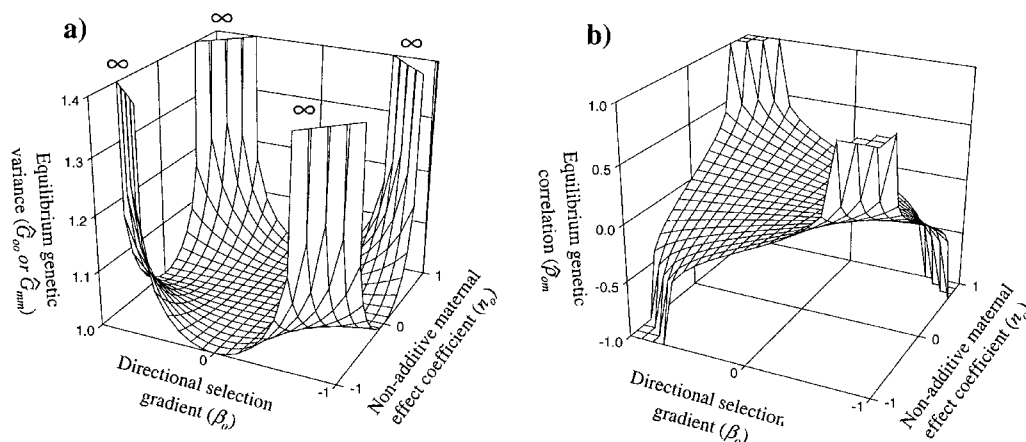 a)
∞
∞
∞
∞
1.4
1.3
1.2
1.1
1.0
Equilibrium genetic
variance (Ĝoo or Ĝmm)
0
-1
Directional selection
gradient (βo)
-1
0
1
Non-additive maternal
effect coefficient (no)
b)
1.0
0.5
0.0
-0.5
-1.0
Equilibrium genetic
correlation (ρ̂om)
0
-1
Directional selection
gradient (βo)
-1
0
1
Non-additive maternal
effect coefficient (no)